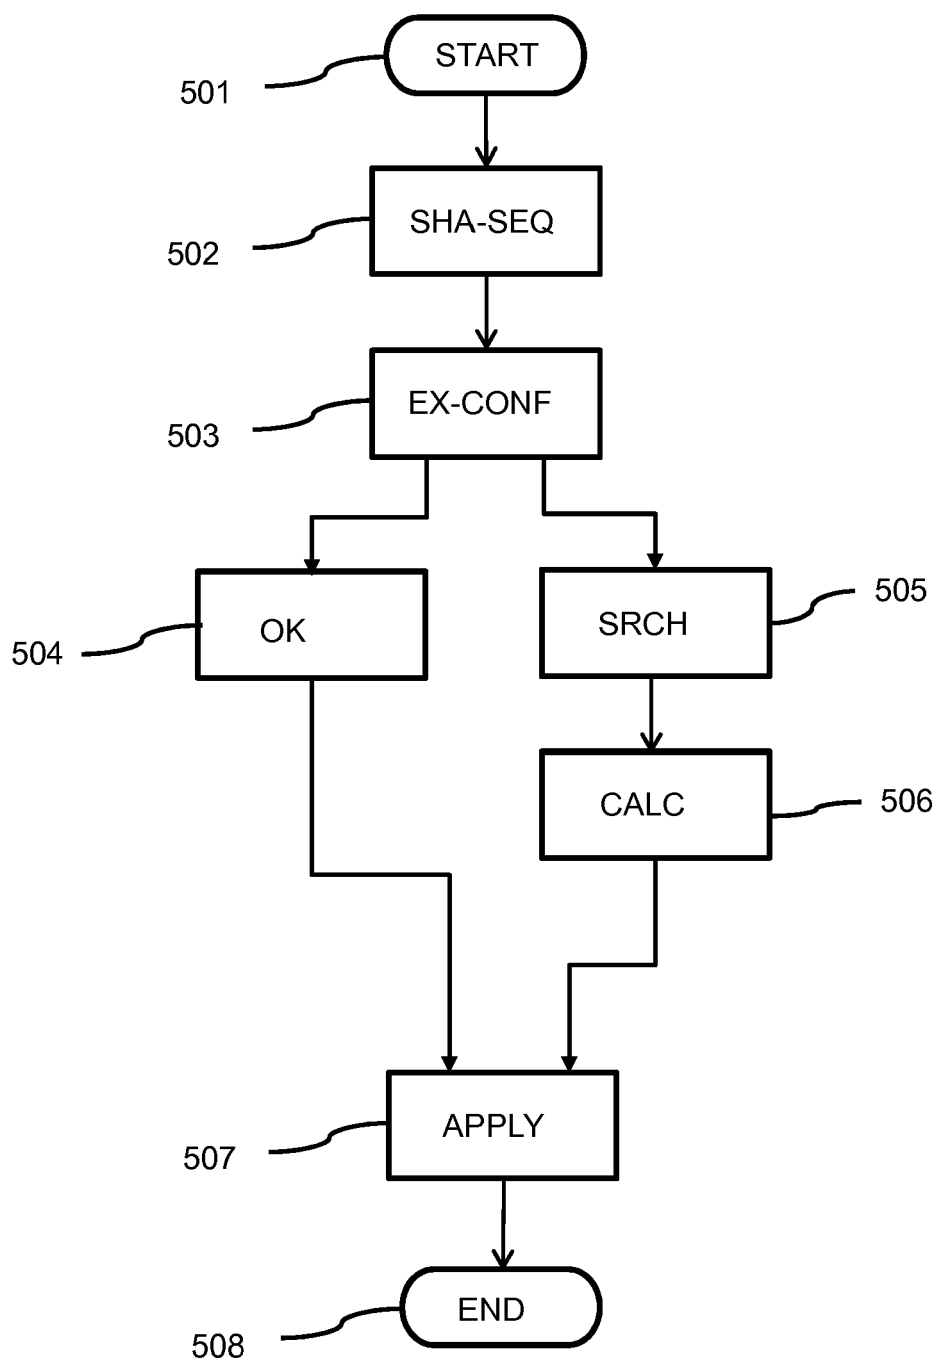 START
501
SHA-SEQ
502
EX-CONF
503
OK
504
SRCH
505
CALC
506
APPLY
507
END
508